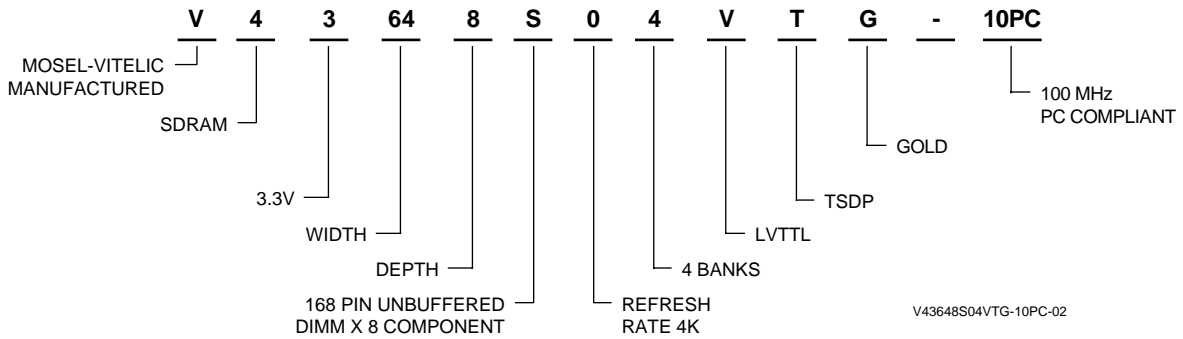 V 4 3 64 8 S 0 4 V T G - 10PC
MOSEL-VITELIC
MANUFACTURED
SDRAM
3.3V
WIDTH
DEPTH
168 PIN UNBUFFERED
DIMM X 8 COMPONENT
REFRESH
RATE 4K
4 BANKS
LVTTL
TSDP
GOLD
100 MHz
PC COMPLIANT
V43648S04VTG-10PC-02